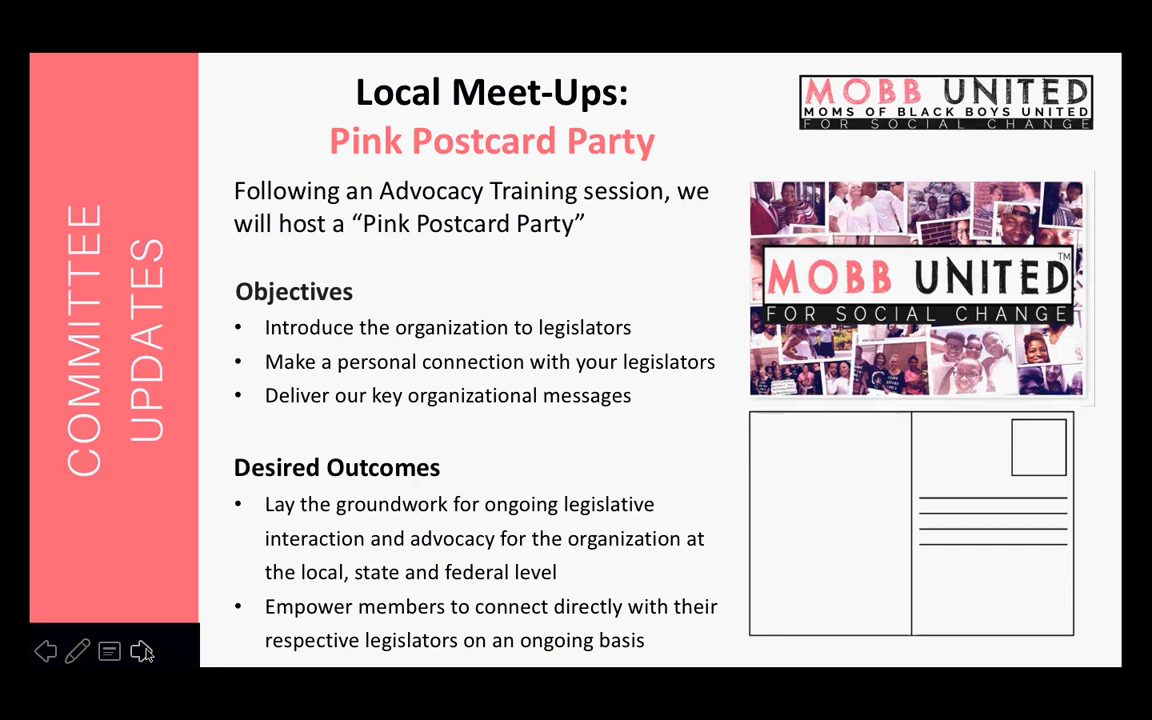 COMMITTEE
UPDATES
Local Meet-Ups:
Pink Postcard Party
Following an Advocacy Training session, we
will host a “Pink Postcard Party”
Objectives
• Introduce the organization to legislators
• Make a personal connection with your legislators
• Deliver our key organizational messages
Desired Outcomes
• Lay the groundwork for ongoing legislative
interaction and advocacy for the organization at
the local, state and federal level
• Empower members to connect directly with their
respective legislators on an ongoing basis
MOBB UNITED
MOMS OF BLACK BOYS UNITED
FOR SOCIAL CHANGE
MOBB UNITED™
FOR SOCIAL CHANGE